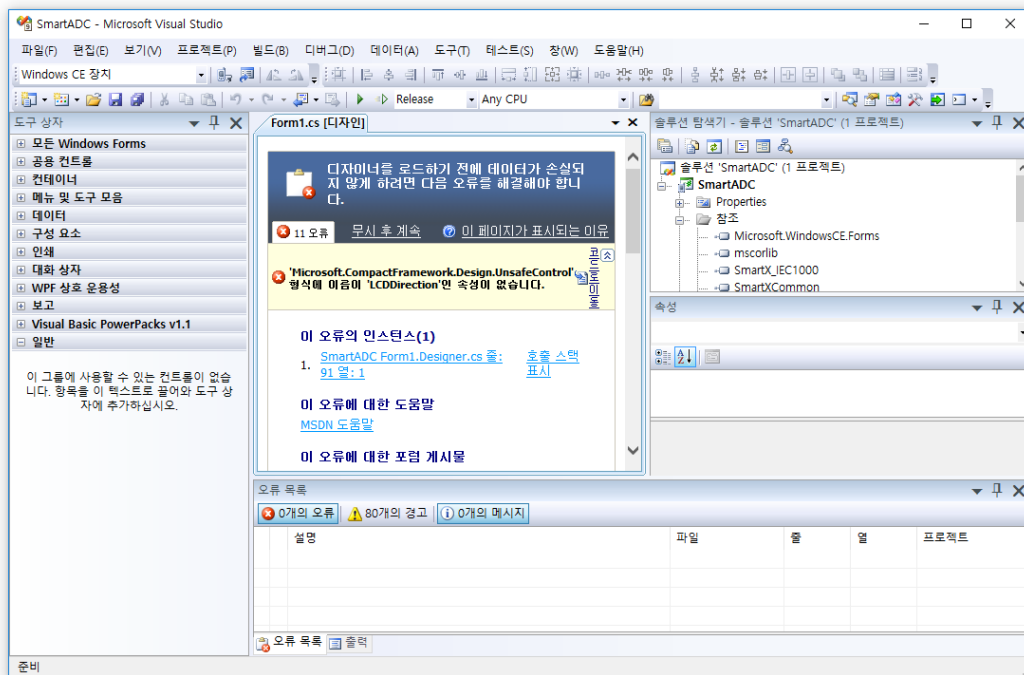 SmartADC - Microsoft Visual Studio
파일(F) 편집(E) 보기(V) 프로젝트(P) 빌드(B) 디버그(D) 데이터(A) 도구(T) 테스트(S) 창(W) 도움말(H)
Windows CE 장치
Release Any CPU
도구 상자
모든 Windows Forms
공용 컨트롤
컨테이너
메뉴 및 도구 모음
데이터
구성 요소
인쇄
대화 상자
WPF 상호 운용성
보고
Visual Basic PowerPacks v1.1
일반
이 그룹에 사용할 수 있는 컨트롤이 없습
니다. 항목을 이 텍스트로 끌어와 도구 상
자에 추가하십시오.
Form1.cs [디자인]
디자이너를 로드하기 전에 데이터가 손실되
지 않게 하려면 다음 오류를 해결해야 합니
다.
11 오류 무시 후 계속 이 페이지가 표시되는 이유
'Microsoft.CompactFramework.Design.UnsafeControl'
형식에 이름이 'LCDDirection'인 속성이 없습니다.
코드로 이동
이 오류의 인스턴스(1)
1. SmartADC Form1.Designer.cs 줄:
91 열: 1
호출 스택
표시
이 오류에 대한 도움말
MSDN 도움말
이 오류에 대한 포럼 게시물
솔루션 탐색기 - 솔루션 'SmartADC' (1 프로젝트)
솔루션 'SmartADC' (1 프로젝트)
SmartADC
Properties
참조
Microsoft.WindowsCE.Forms
mscorlib
SmartX_IEC1000
SmartXCommon
속성
오류 목록
0개의 오류 80개의 경고 0개의 메시지
설명 파일 줄 열 프로젝트
오류 목록 출력
준비